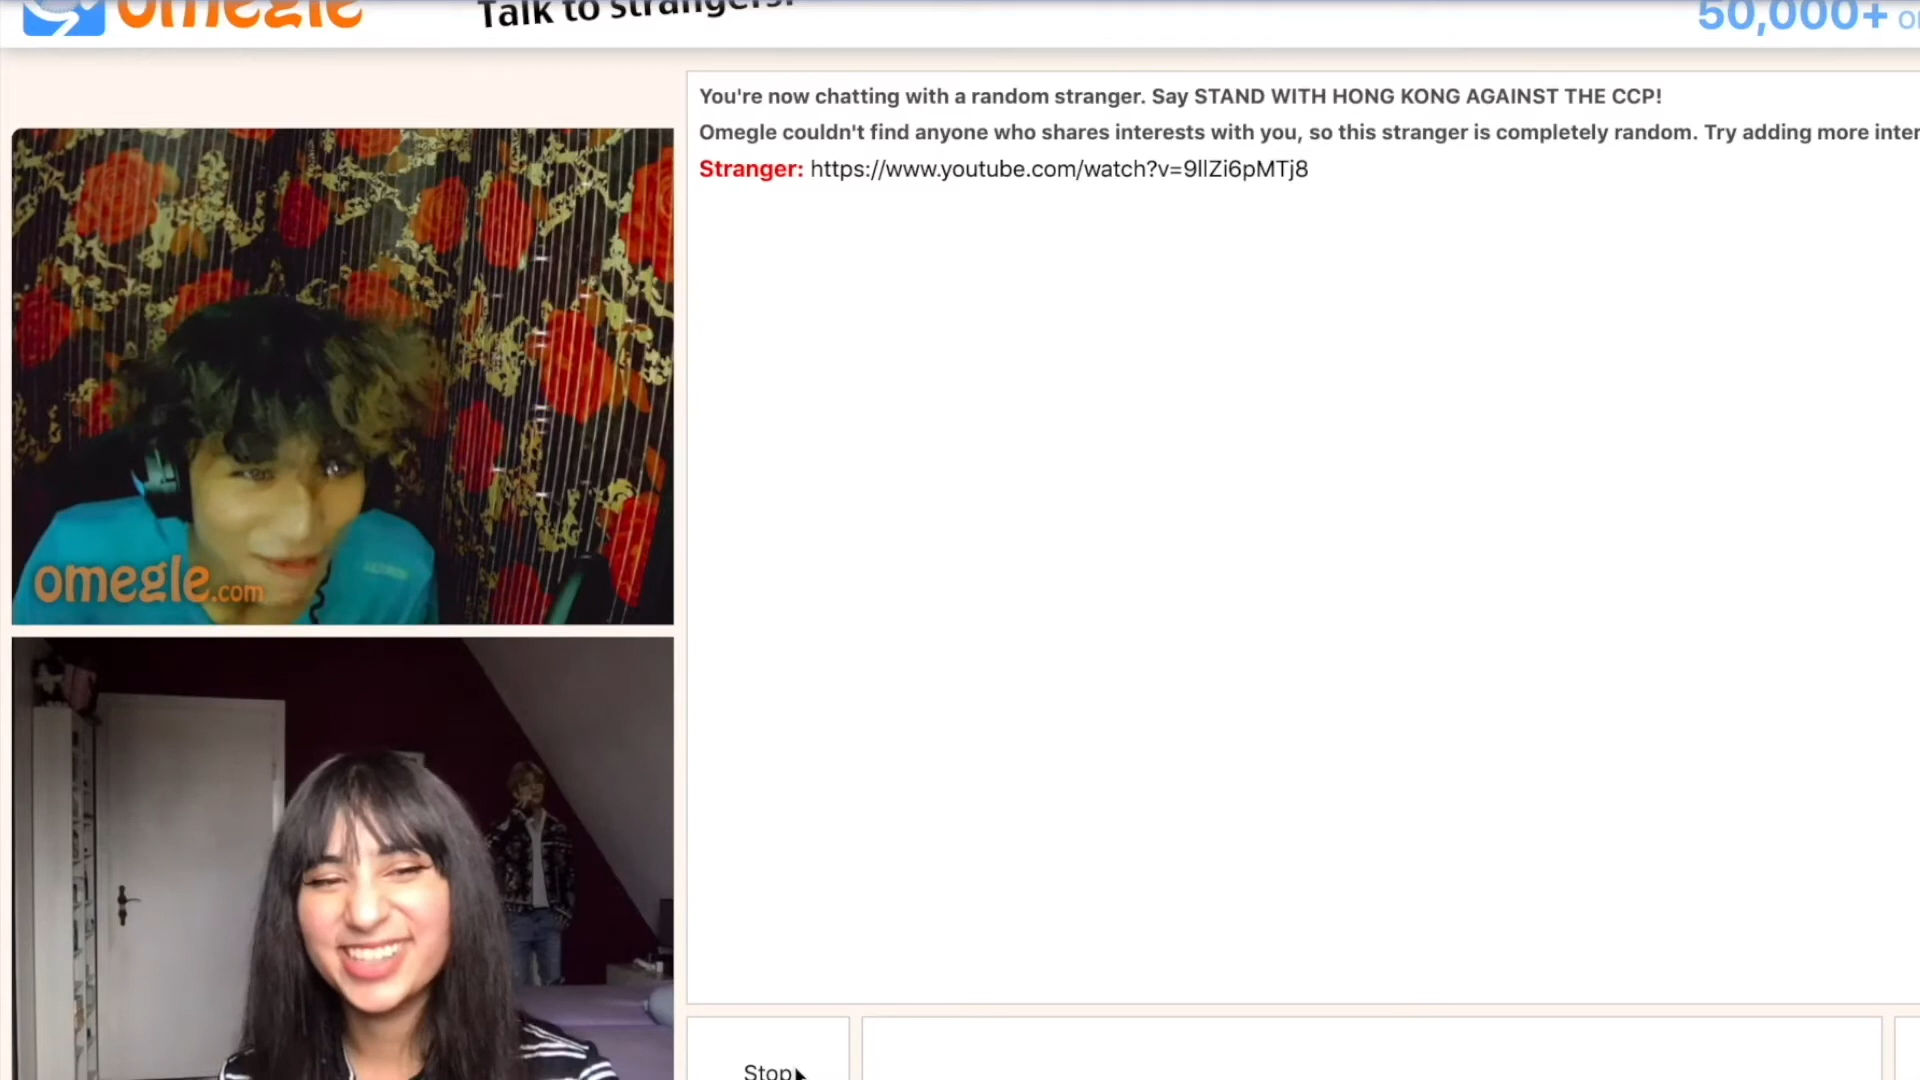 omegle
Talk to strangers!
50,000+
You're now chatting with a random stranger. Say STAND WITH HONG KONG AGAINST THE CCP!
Omegle couldn't find anyone who shares interests with you, so this stranger is completely random. Try adding more
Stranger: https://www.youtube.com/watch?v=9llZi6pMTj8
omegle.com
Stop